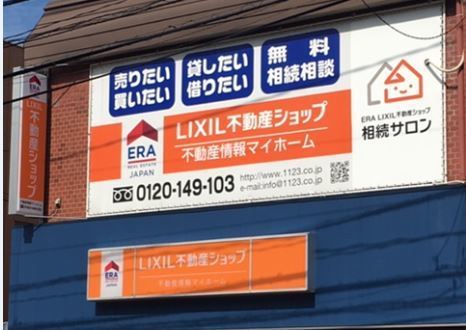 売りたい
買いたい
貸したい
借りたい
無料
相続相談
ERA
REAL ESTATE
JAPAN
LIXIL不動産ショップ
不動産情報マイホーム
0120-149-103
http://www.1123.co.jp
e-mail:info@1123.co.jp
ERA LIXIL不動産ショップ
相続サロン
ERA
LIXIL不動産ショップ
ERA
JAPAN
LIXIL不動産ショップ
不動産情報マイホーム